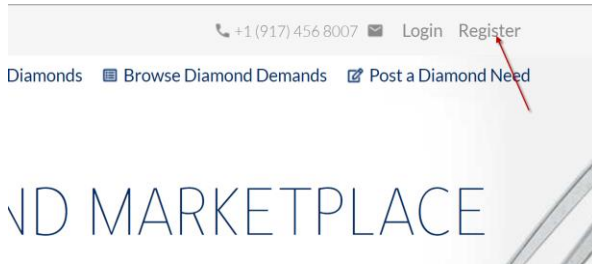 +1 (917) 456 8007 Login Register
Diamonds Browse Diamond Demands Post a Diamond Need
ND MARKETPLACE